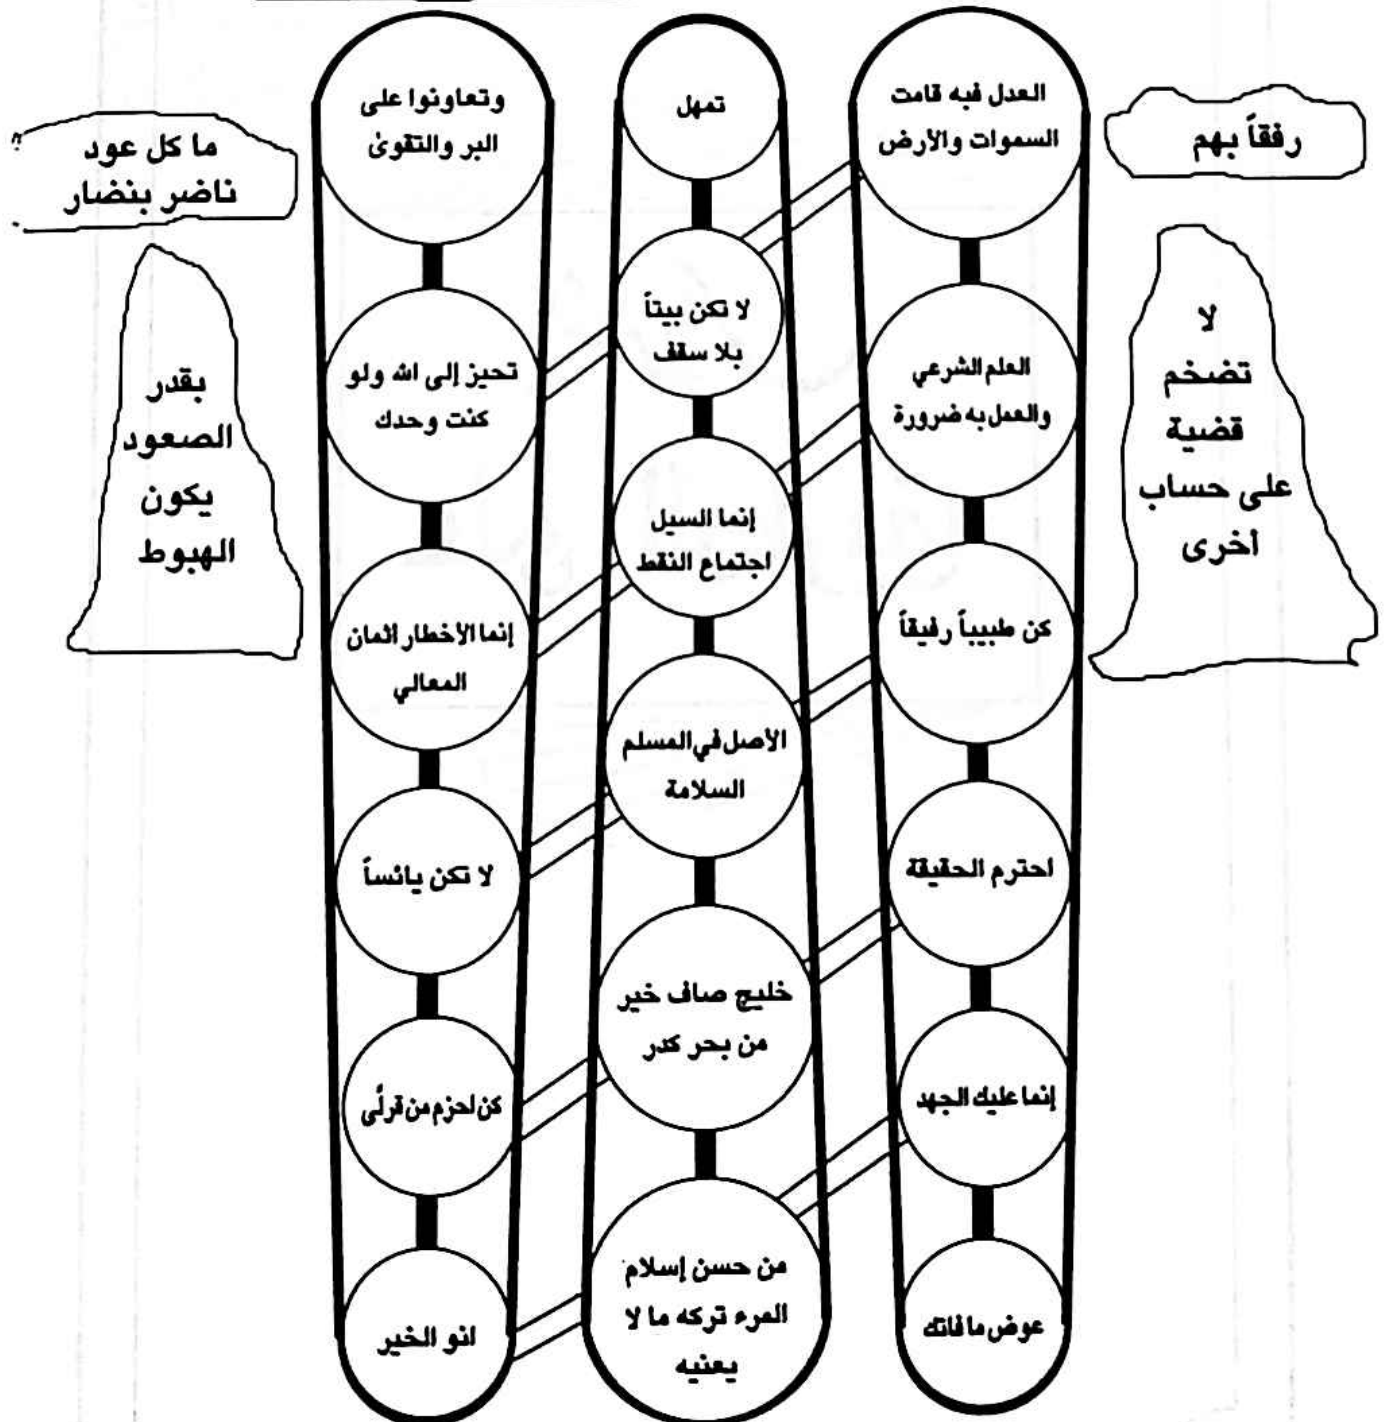 رفقاً بهم
لا
تضخم
قضية
على حساب
أخرى
العدل فبه قامت
السموات والأرض
العلم الشرعي
والعمل به ضرورة
كن طبيباً رفيقاً
احترم الحقيقة
إنما عليك الجهد
عوض ما فاتك
تمهل
لا تكن بيتاً
بلا سقف
إنما السيل
اجتماع النقط
الأصل في المسلم
السلامة
خليج صاف خير
من بحر كدر
من حسن إسلام
المرء تركه ما لا
يعنيه
وتعاونوا على
البر والتقوىٰ
تحيز إلى الله ولو
كنت وحدك
إنما الأخطار أثمان
المعالي
لا تكن يائساً
كن أحزم من قرلَّى
انو الخير
ما كل عود
ناضر بنضار
بقدر
الصعود
يكون
الهبوط